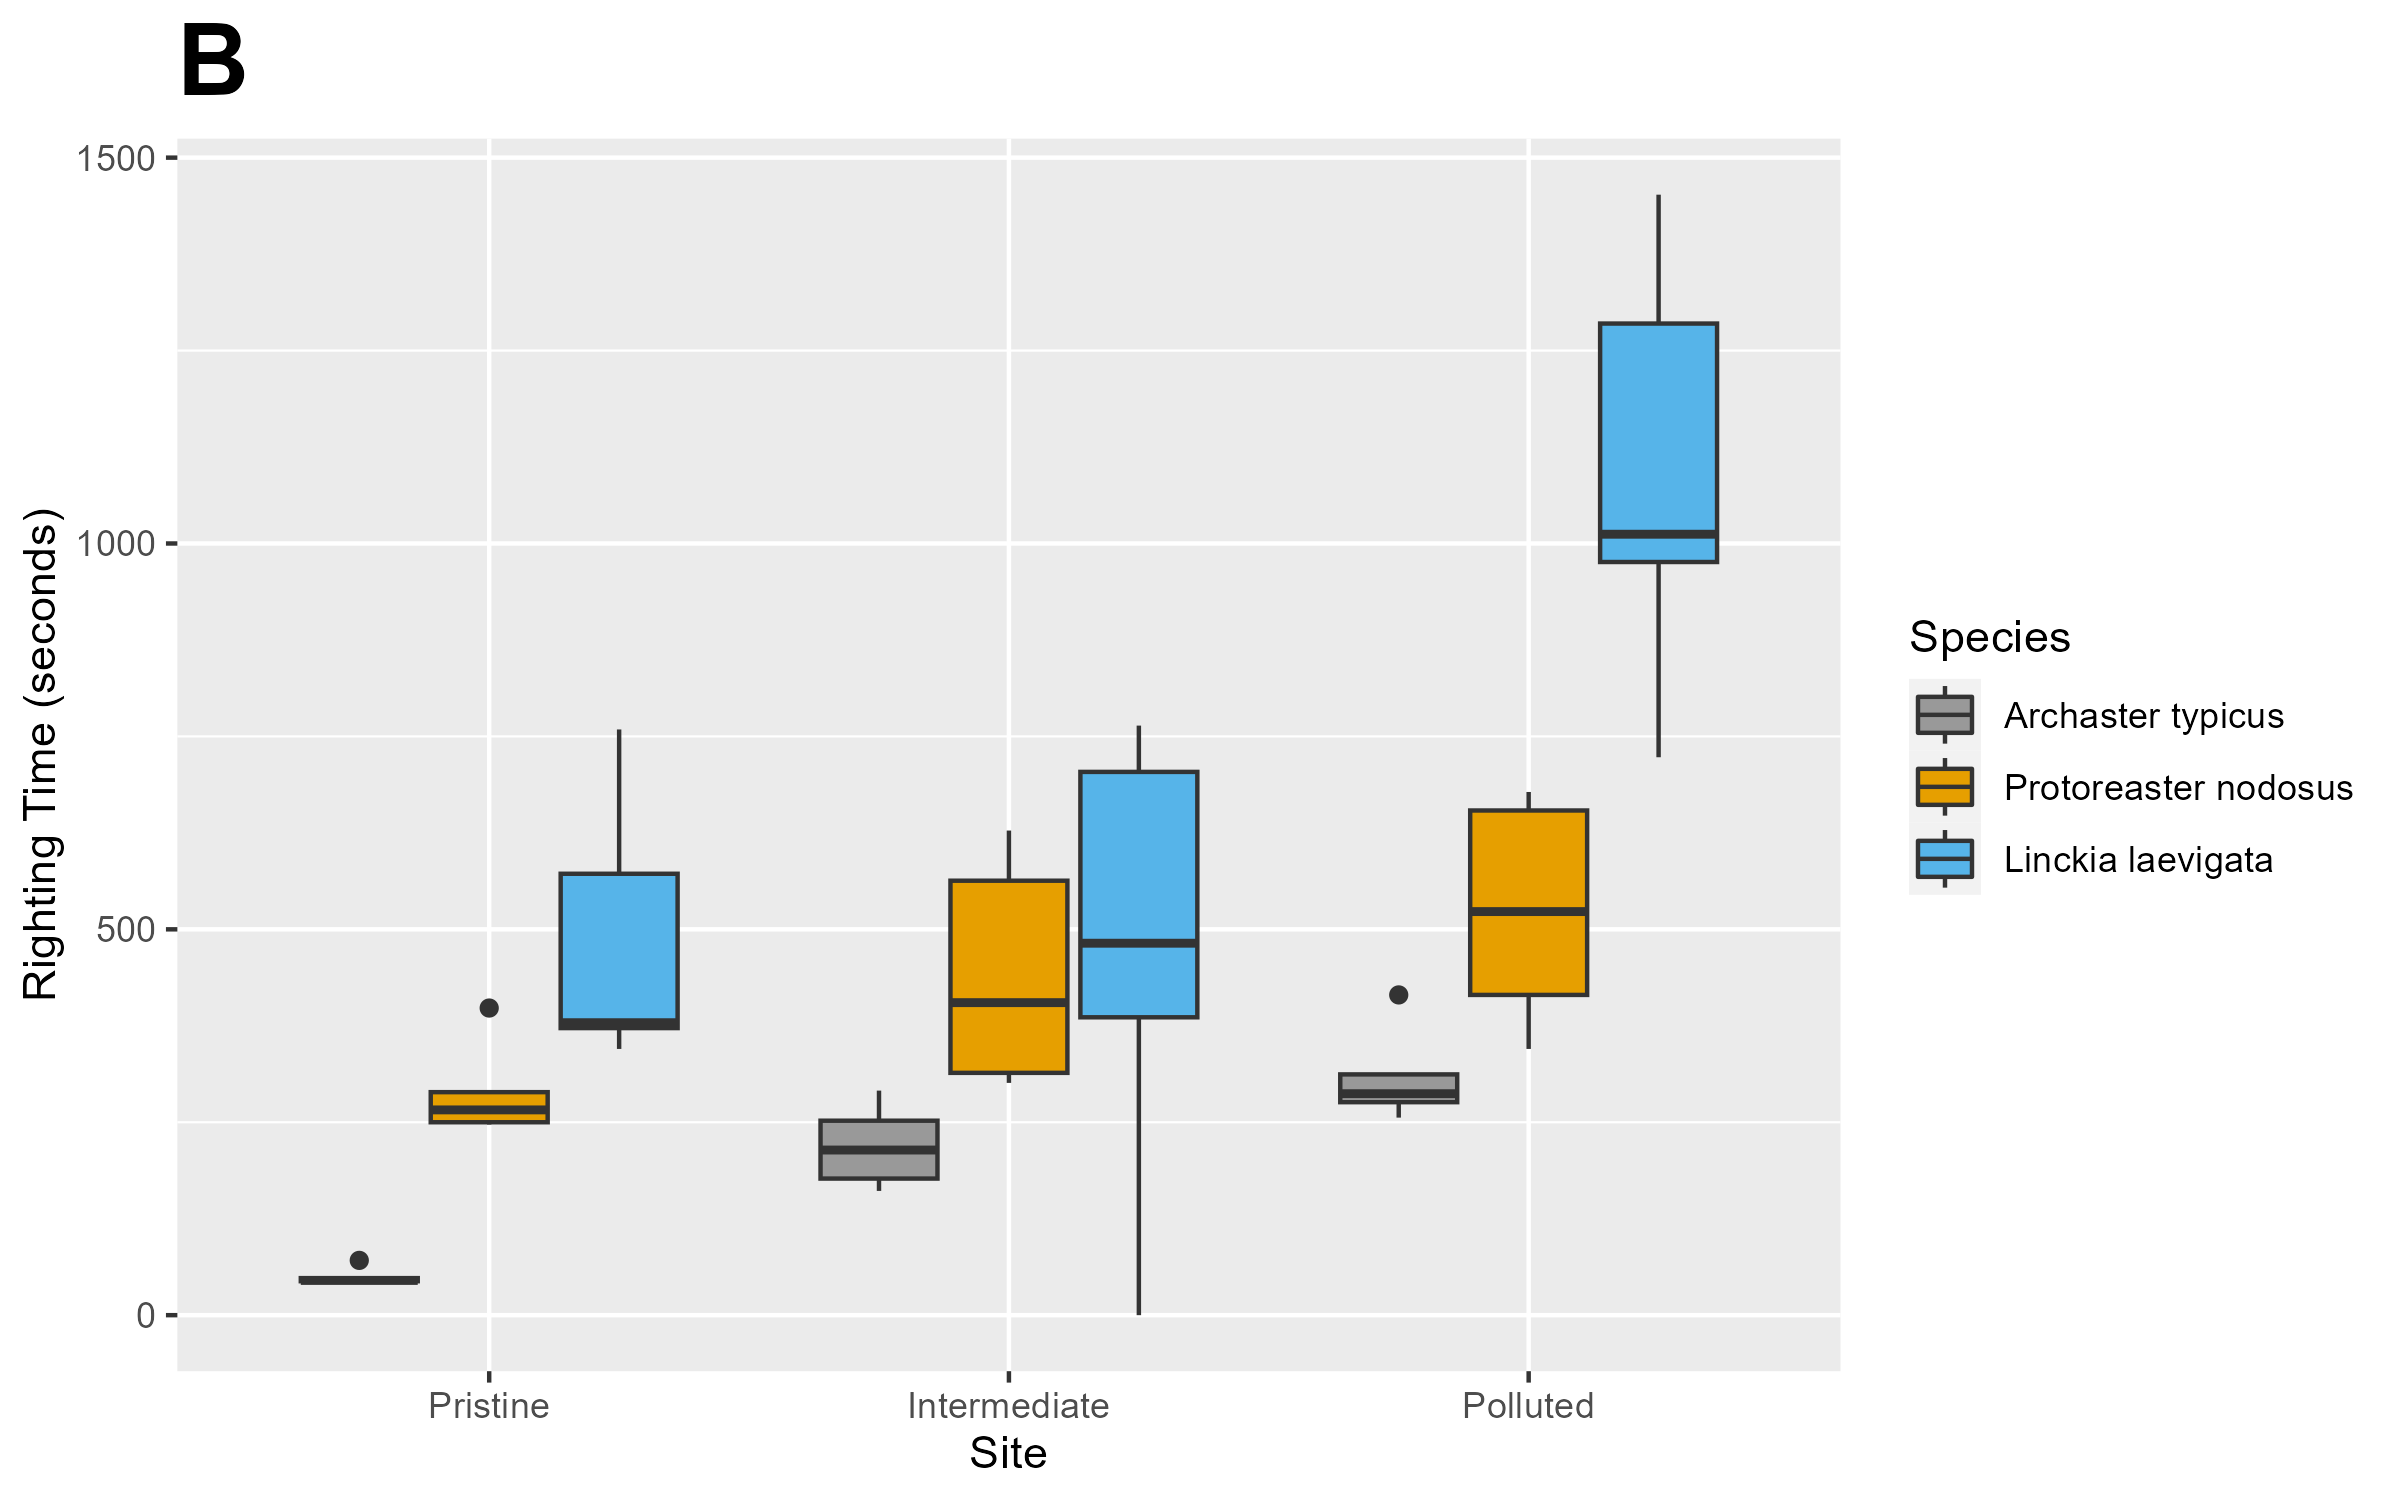 B
1500
1000
500
0
Righting Time (seconds)
Pristine
Intermediate
Polluted
Site
Species
Archaster typicus
Protoreaster nodosus
Linckia laevigata